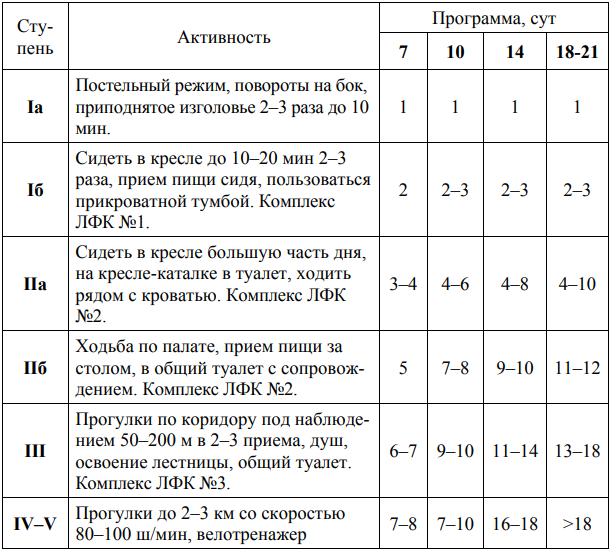 Сту-
пень
Активность
Программа, сут
7 10 14 18-21
Iа
Постельный режим, повороты на бок,
приподнятое изголовье 2–3 раза до 10
мин.
1 1 1 1
Iб
Сидеть в кресле до 10–20 мин 2–3
раза, прием пищи сидя, пользоваться
прикроватной тумбой. Комплекс
ЛФК №1.
2 2–3 2–3 2–3
IIа
Сидеть в кресле большую часть дня,
на кресле-каталке в туалет, ходить
рядом с кроватью. Комплекс ЛФК
№2.
3–4 4–6 4–8 4–10
IIб
Ходьба по палате, прием пищи за
столом, в общий туалет с сопровож-
дением. Комплекс ЛФК №2.
5 7–8 9–10 11–12
III
Прогулки по коридору под наблюде-
нием 50–200 м в 2–3 приема, душ,
освоение лестницы, общий туалет.
Комплекс ЛФК №3.
6–7 9–10 11–14 13–18
IV–V
Прогулки до 2–3 км со скоростью
80–100 ш/мин, велотренажер
7–8 7–10 16–18 >18